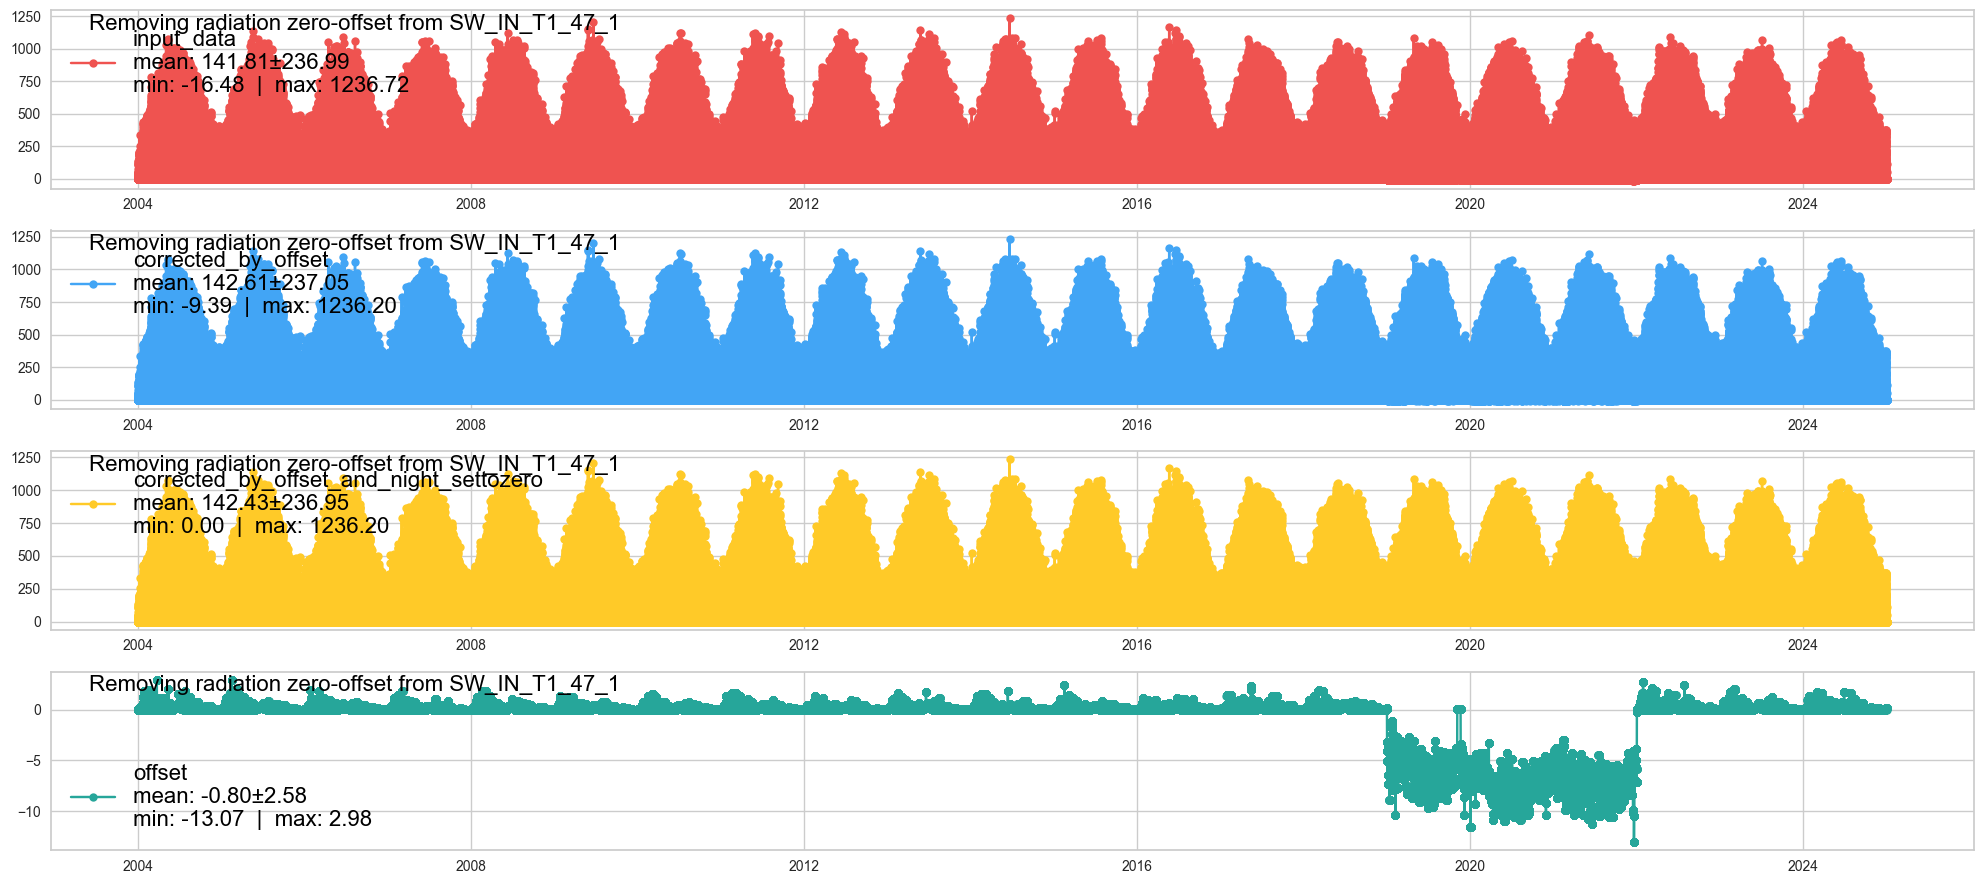 Removing radiation zero-offset from SW_IN_T1_47_1
input_data
mean: 141.81±236.99
min: -16.48 | max: 1236.72
1250
1000
750
500
250
0
2004 2008 2012 2016 2020 2024
Removing radiation zero-offset from SW_IN_T1_47_1
corrected_by_offset
mean: 142.61±237.05
min: -9.39 | max: 1236.20
1250
1000
750
500
250
0
2004 2008 2012 2016 2020 2024
Removing radiation zero-offset from SW_IN_T1_47_1
corrected_by_offset_and_night_settozero
mean: 142.43±236.95
min: 0.00 | max: 1236.20
1250
1000
750
500
250
0
2004 2008 2012 2016 2020 2024
Removing radiation zero-offset from SW_IN_T1_47_1
offset
mean: -0.80±2.58
min: -13.07 | max: 2.98
0
−5
−10
2004 2008 2012 2016 2020 2024